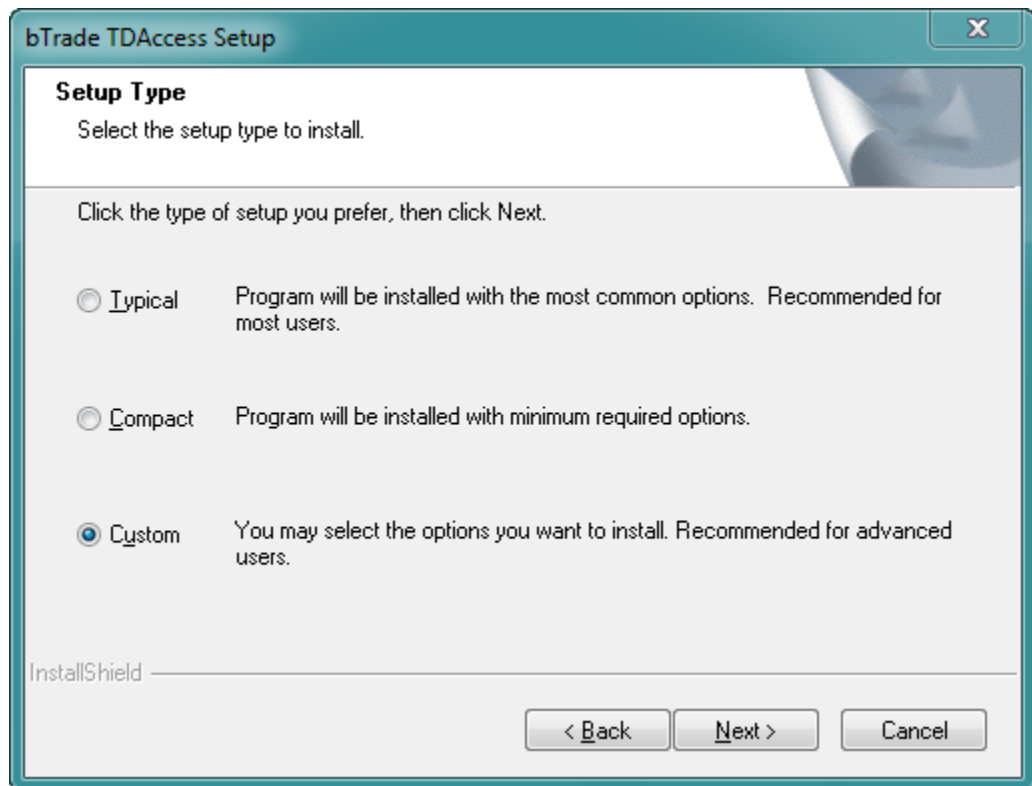 bTrade TDAccess Setup
Setup Type
Select the setup type to install.
Click the type of setup you prefer, then click Next.
Typical Program will be installed with the most common options. Recommended for
most users.
Compact Program will be installed with minimum required options.
Custom You may select the options you want to install. Recommended for advanced
users.
InstallShield
< Back Next > Cancel